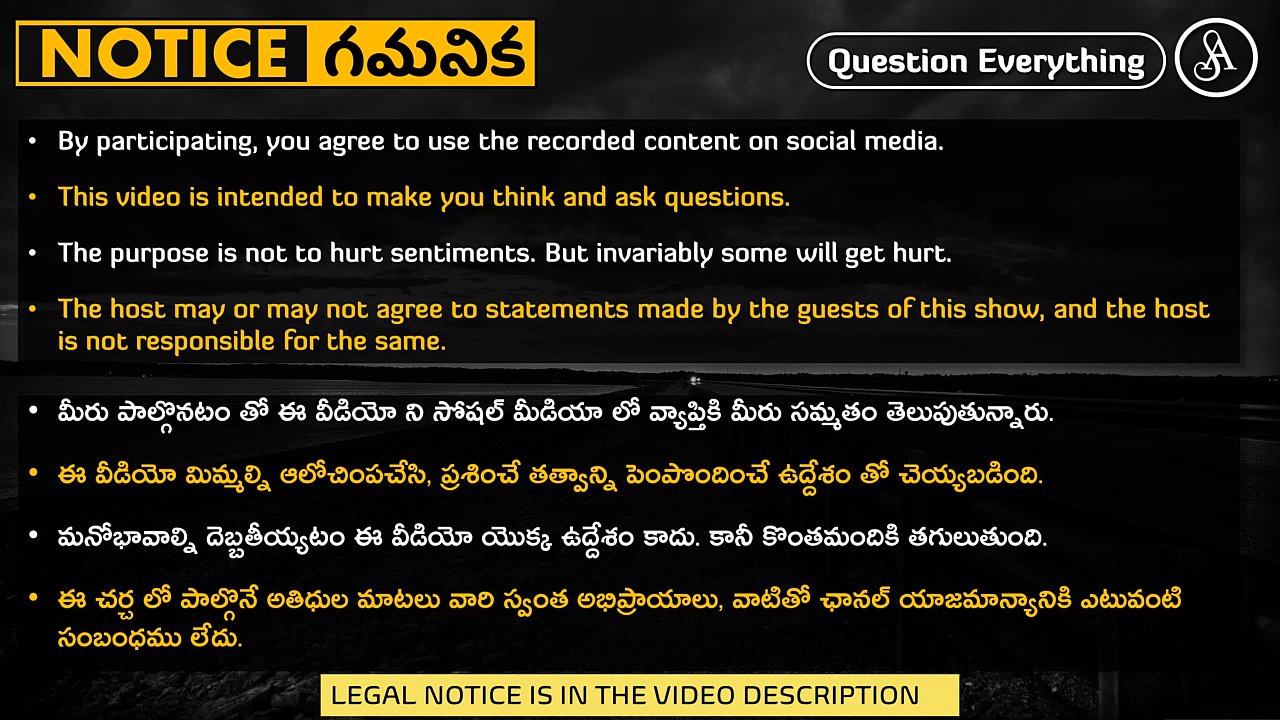 NOTICE గమనిక
Question Everything
• By participating, you agree to use the recorded content on social media.
• This video is intended to make you think and ask questions.
• The purpose is not to hurt sentiments. But invariably some will get hurt.
• The host may or may not agree to statements made by the guests of this show, and the host
is not responsible for the same.
• మీరు పాల్గొనటం తో ఈ వీడియో ని సోషల్ మీడియా లో వ్యాప్తికి మీరు సమ్మతం తెలుపుతున్నారు.
• ఈ వీడియో మిమ్మల్ని ఆలోచింపచేసి, ప్రశించే తత్వాన్ని పెంపొందించే ఉద్దేశం తో చెయ్యబడింది.
• మనోభావాల్ని దెబ్బతీయ్యటం ఈ వీడియో యొక్క ఉద్దేశం కాదు. కానీ కొంతమందికి తగులుతుంది.
• ఈ చర్చ లో పాల్గొనే అతిధుల మాటలు వారి స్వంత అభిప్రాయాలు, వాటితో ఛానల్ యాజమాన్యానికి ఎటువంటి
సంబంధము లేదు.
LEGAL NOTICE IS IN THE VIDEO DESCRIPTION